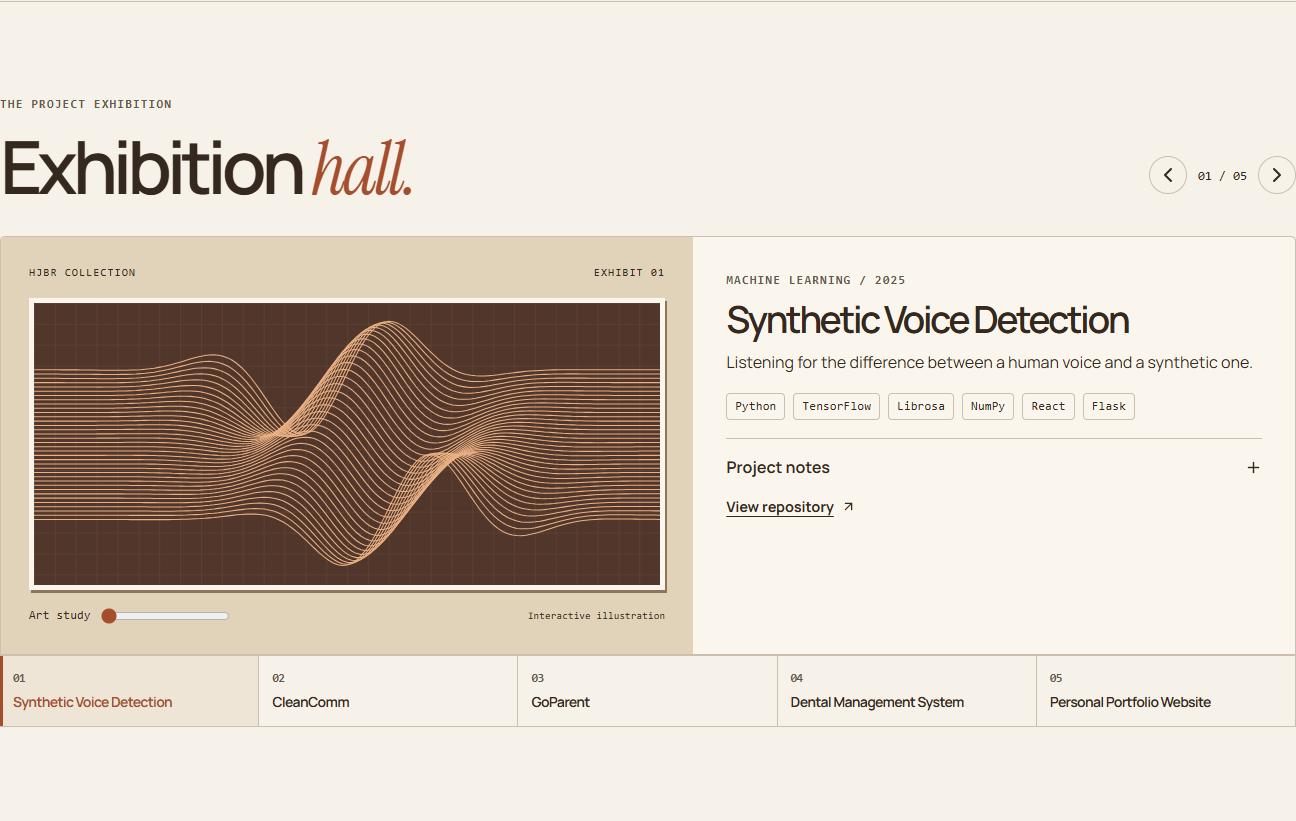 THE PROJECT EXHIBITION
Exhibition hall.
01 / 05
HJBR COLLECTION
EXHIBIT 01
MACHINE LEARNING / 2025
Synthetic Voice Detection
Listening for the difference between a human voice and a synthetic one.
Python TensorFlow Librosa NumPy React Flask
Project notes +
View repository
Art study
Interactive illustration
01
Synthetic Voice Detection
02
CleanComm
03
GoParent
04
Dental Management System
05
Personal Portfolio Website